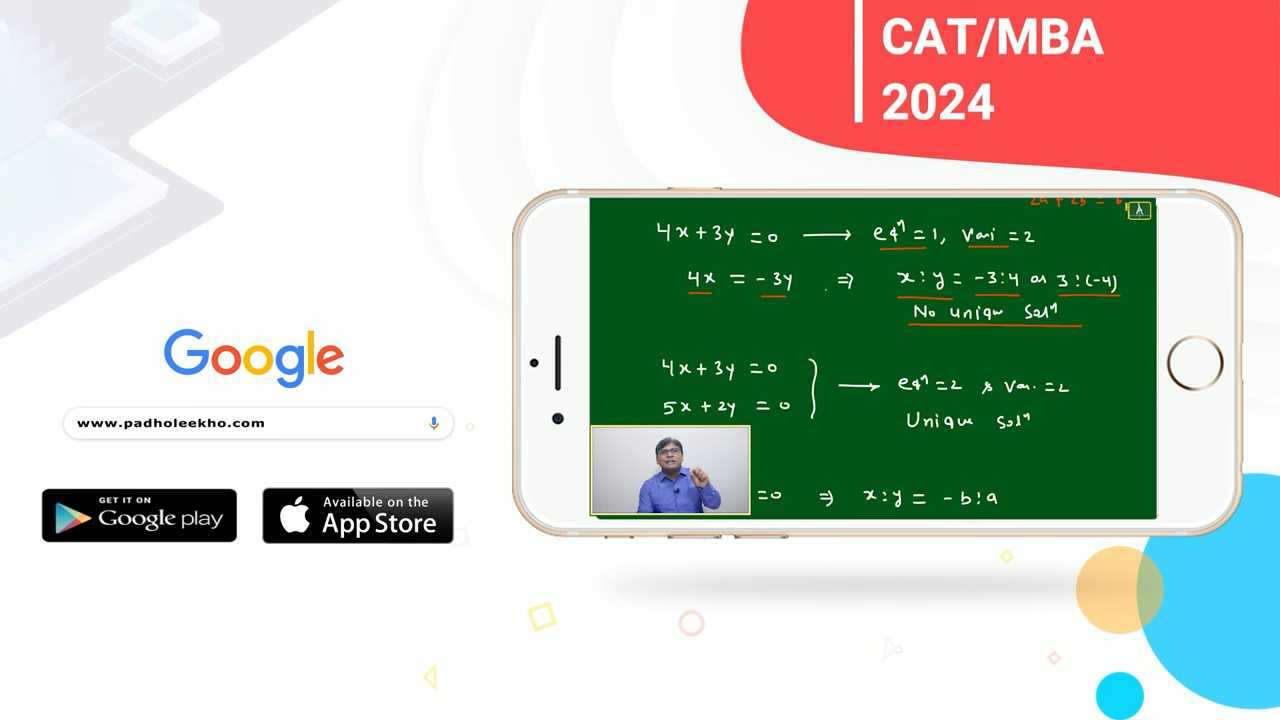 CAT/MBA
2024
4x + 3y = 0 ⟶ eqⁿ = 1, Vari = 2
4x = -3y ⇒ x : y = -3 : 4 or 3 : (-4)
No unique Solⁿ
4x + 3y = 0
5x + 2y = 0
⟶ eqⁿ = 2 & Var. = 2
Unique Solⁿ
= 0 ⇒ x : y = -b : a
Google
www.padholeekho.com
GET IT ON
Google play
Available on the
App Store